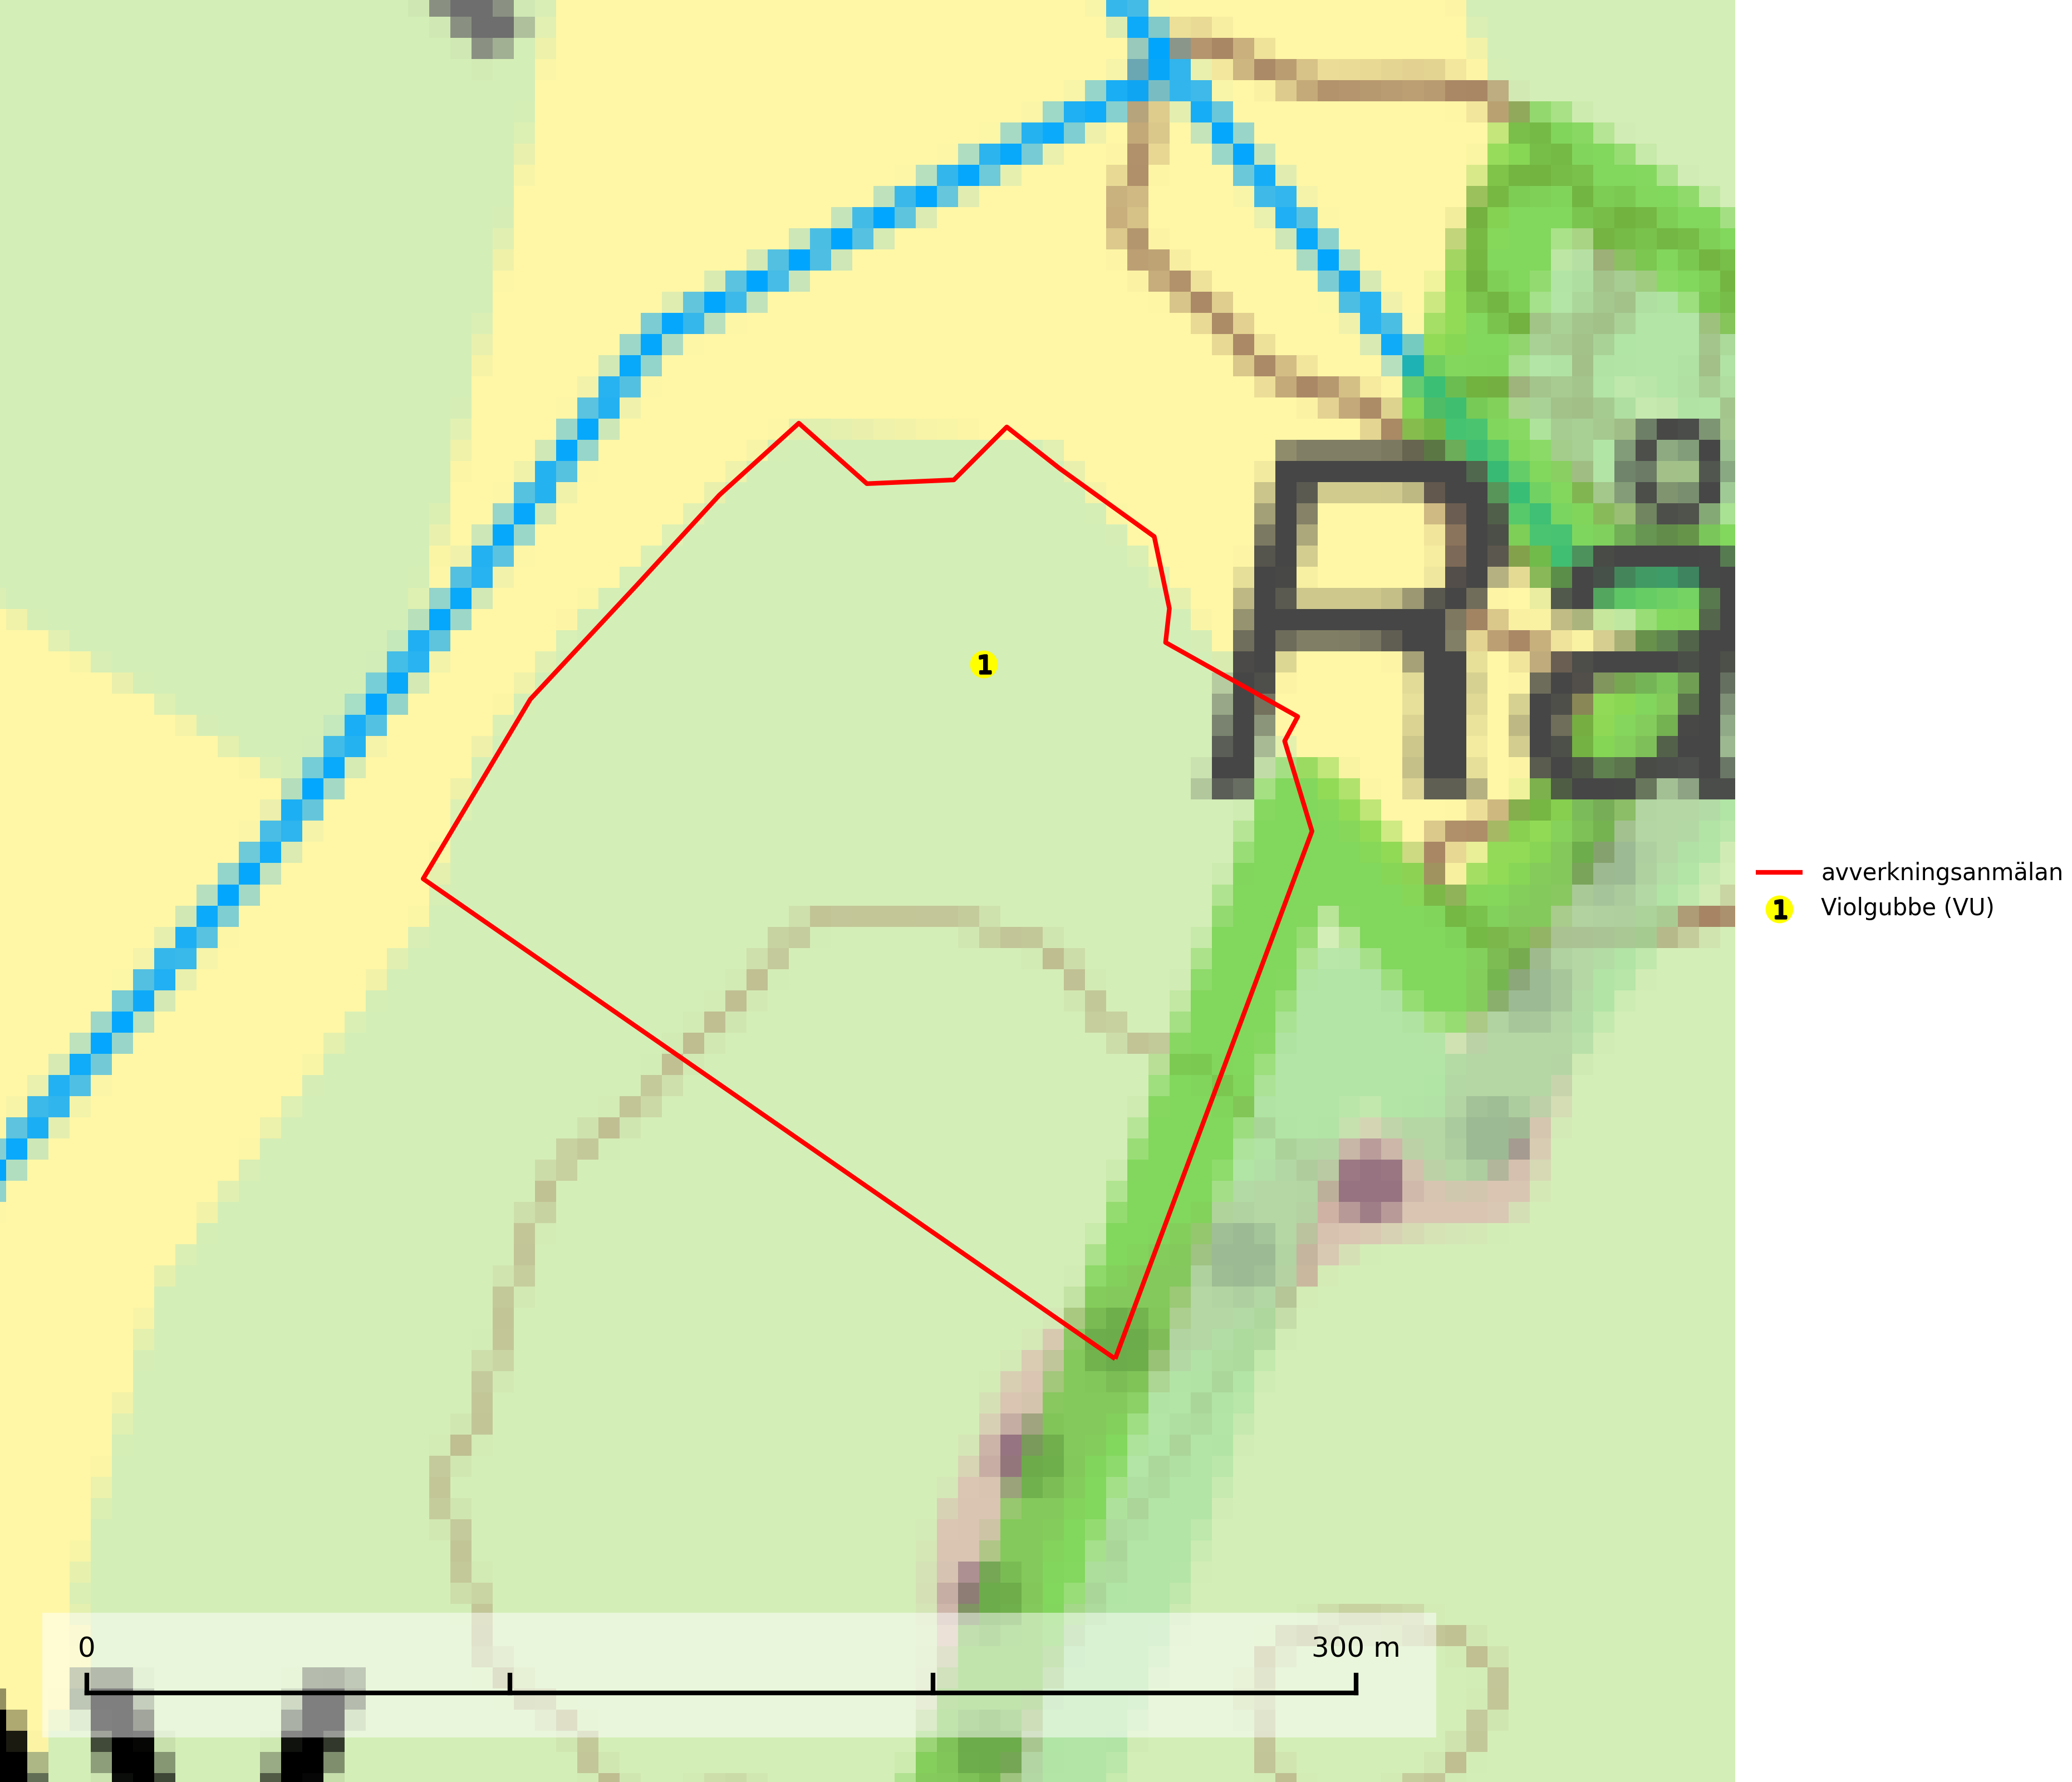 1
avverkningsanmälan
1 Violgubbe (VU)
0 300 m